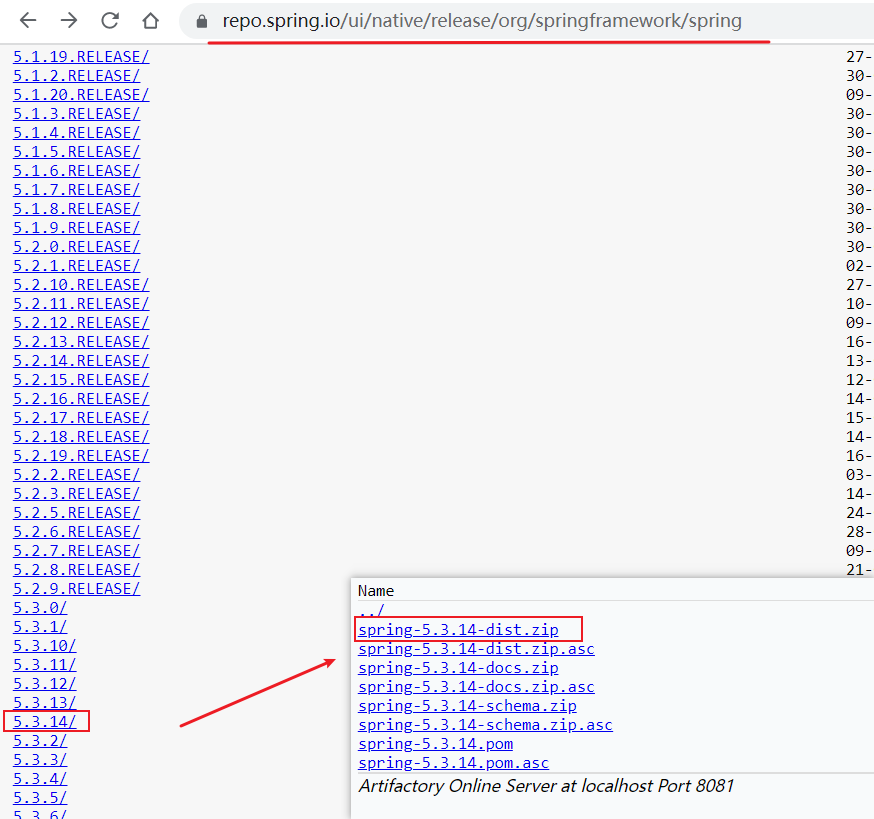 repo.spring.io/ui/native/release/org/springframework/spring
5.1.19.RELEASE/ 27-
5.1.2.RELEASE/ 30-
5.1.20.RELEASE/ 09-
5.1.3.RELEASE/ 30-
5.1.4.RELEASE/ 30-
5.1.5.RELEASE/ 30-
5.1.6.RELEASE/ 30-
5.1.7.RELEASE/ 30-
5.1.8.RELEASE/ 30-
5.1.9.RELEASE/ 30-
5.2.0.RELEASE/ 30-
5.2.1.RELEASE/ 02-
5.2.10.RELEASE/ 27-
5.2.11.RELEASE/ 10-
5.2.12.RELEASE/ 09-
5.2.13.RELEASE/ 16-
5.2.14.RELEASE/ 13-
5.2.15.RELEASE/ 12-
5.2.16.RELEASE/ 14-
5.2.17.RELEASE/ 15-
5.2.18.RELEASE/ 14-
5.2.19.RELEASE/ 16-
5.2.2.RELEASE/ 03-
5.2.3.RELEASE/ 14-
5.2.5.RELEASE/ 24-
5.2.6.RELEASE/ 28-
5.2.7.RELEASE/ 09-
5.2.8.RELEASE/ 21-
5.2.9.RELEASE/
5.3.0/
5.3.1/
5.3.10/
5.3.11/
5.3.12/
5.3.13/
5.3.14/
5.3.2/
5.3.3/
5.3.4/
5.3.5/
5.3.6/
Name
../
spring-5.3.14-dist.zip
spring-5.3.14-dist.zip.asc
spring-5.3.14-docs.zip
spring-5.3.14-docs.zip.asc
spring-5.3.14-schema.zip
spring-5.3.14-schema.zip.asc
spring-5.3.14.pom
spring-5.3.14.pom.asc
Artifactory Online Server at localhost Port 8081